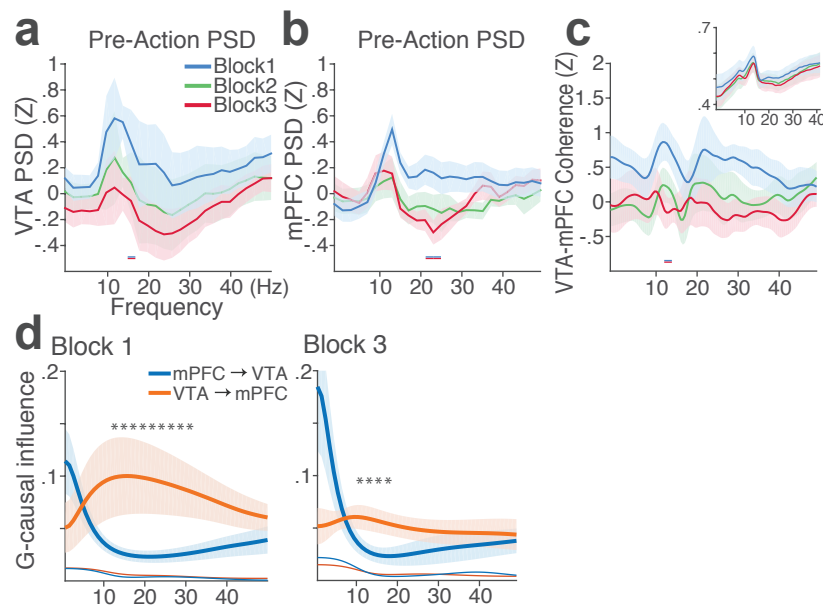 a
Pre-Action PSD
VTA PSD (Z)
1
.8
.6
.4
.2
0
-.2
-.4
Block1
Block2
Block3
10 20 30 40 (Hz)
Frequency
b
Pre-Action PSD
mPFC PSD (Z)
1
.8
.6
.4
.2
0
-.2
-.4
10 20 30 40
c
VTA-mPFC Coherence (Z)
2
1.5
1
.5
0
-.5
10 20 30 40
.7
.4
10 20 30 40
d
Block 1
G-causal influence
.2
.1
mPFC → VTA
VTA → mPFC
*********
10 20 30 40
Block 3
.2
.1
****
10 20 30 40